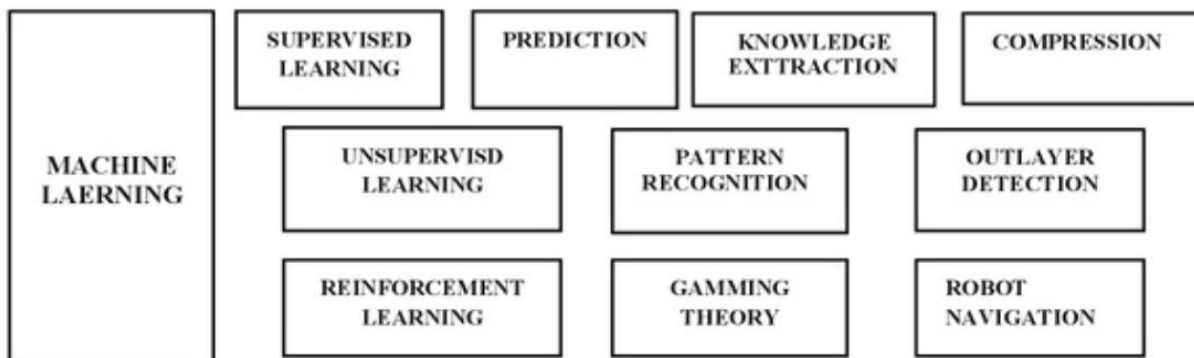 MACHINE
LAERNING
SUPERVISED
LEARNING
PREDICTION
KNOWLEDGE
EXTTRACTION
COMPRESSION
UNSUPERVISD
LEARNING
PATTERN
RECOGNITION
OUTLAYER
DETECTION
REINFORCEMENT
LEARNING
GAMMING
THEORY
ROBOT
NAVIGATION